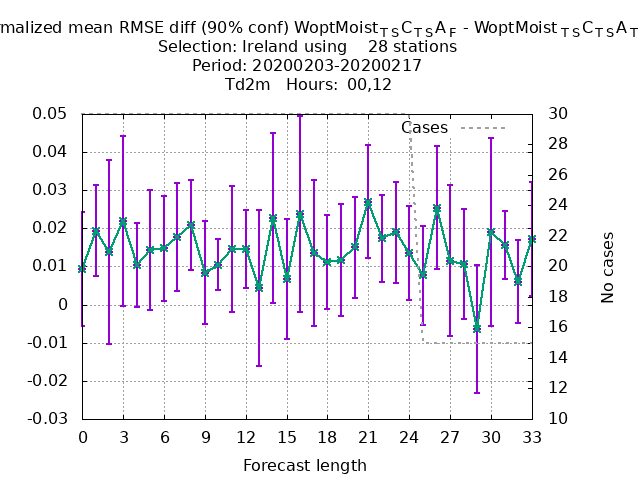 rmalized mean RMSE diff (90% conf) WoptMoist_TSC_TSA_F - WoptMoist_TSC_TSA_T
Selection: Ireland using 28 stations
Period: 20200203-20200217
Td2m Hours: 00,12
Cases
0.05
0.04
0.03
0.02
0.01
0
-0.01
-0.02
-0.03
30
28
26
24
22
20
18
16
14
12
10
No cases
0 3 6 9 12 15 18 21 24 27 30 33
Forecast length